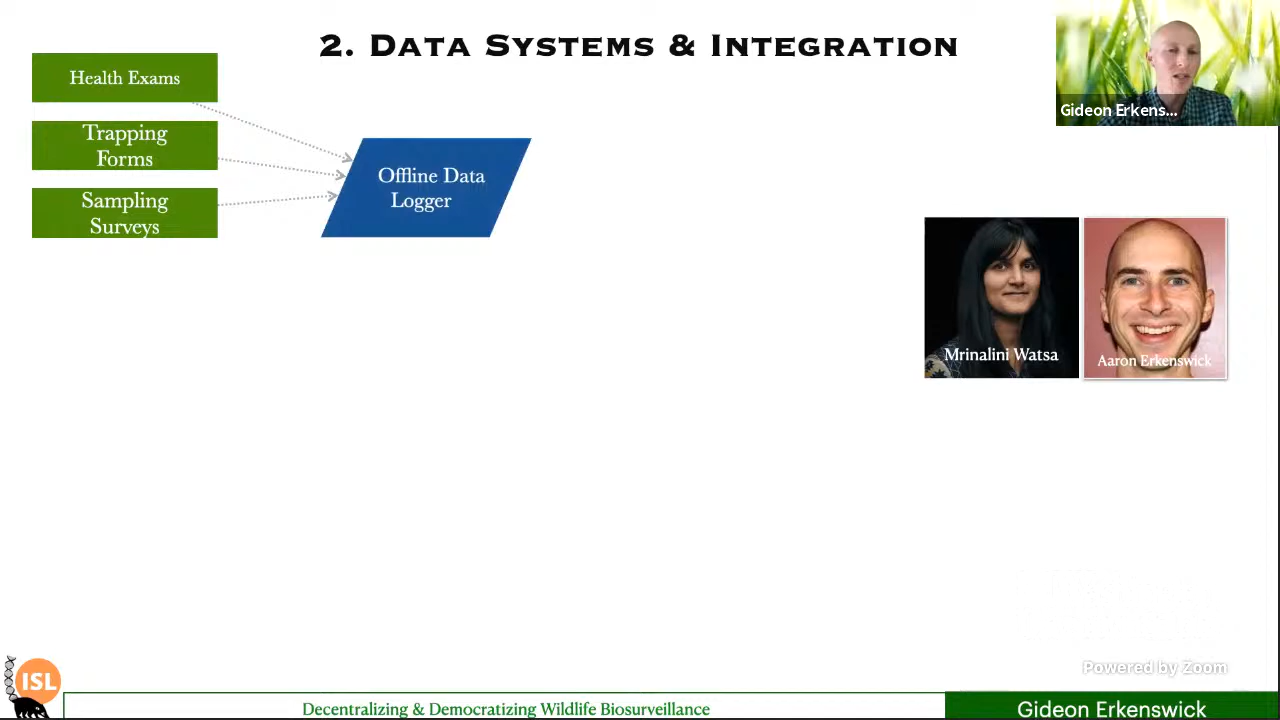 2. Data Systems & Integration
Health Exams
Trapping
Forms
Sampling
Surveys
Offline Data
Logger
Gideon Erkens...
Mrinalini Watsa
Aaron Erkenswick
Powered by Zoom
ISL
Decentralizing & Democratizing Wildlife Biosurveillance
Gideon Erkenswick